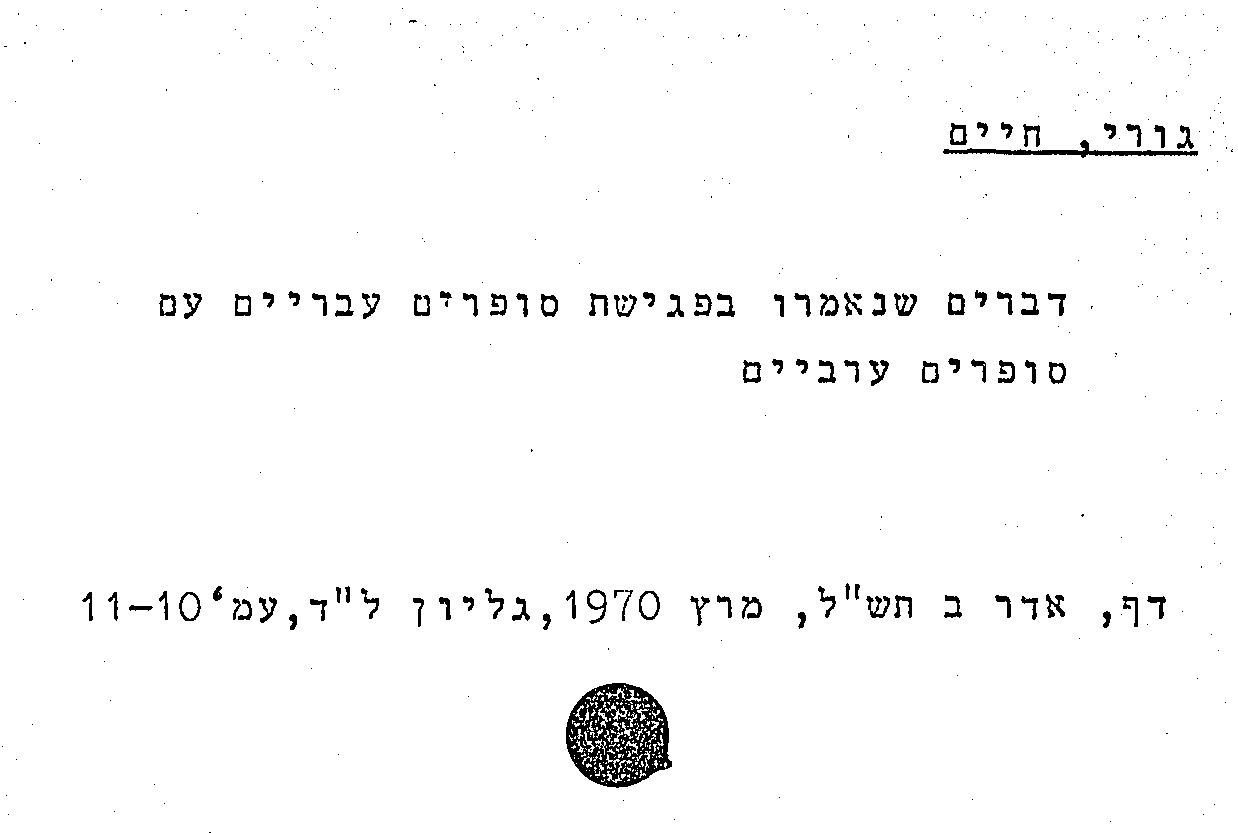 גורי, חיים
דברים שנאמרו בפגישת סופרים עבריים עם
סופרים ערביים
דף, אדר ב תש"ל, מרץ 1970,גליון ל"ד,עמ' 11-10